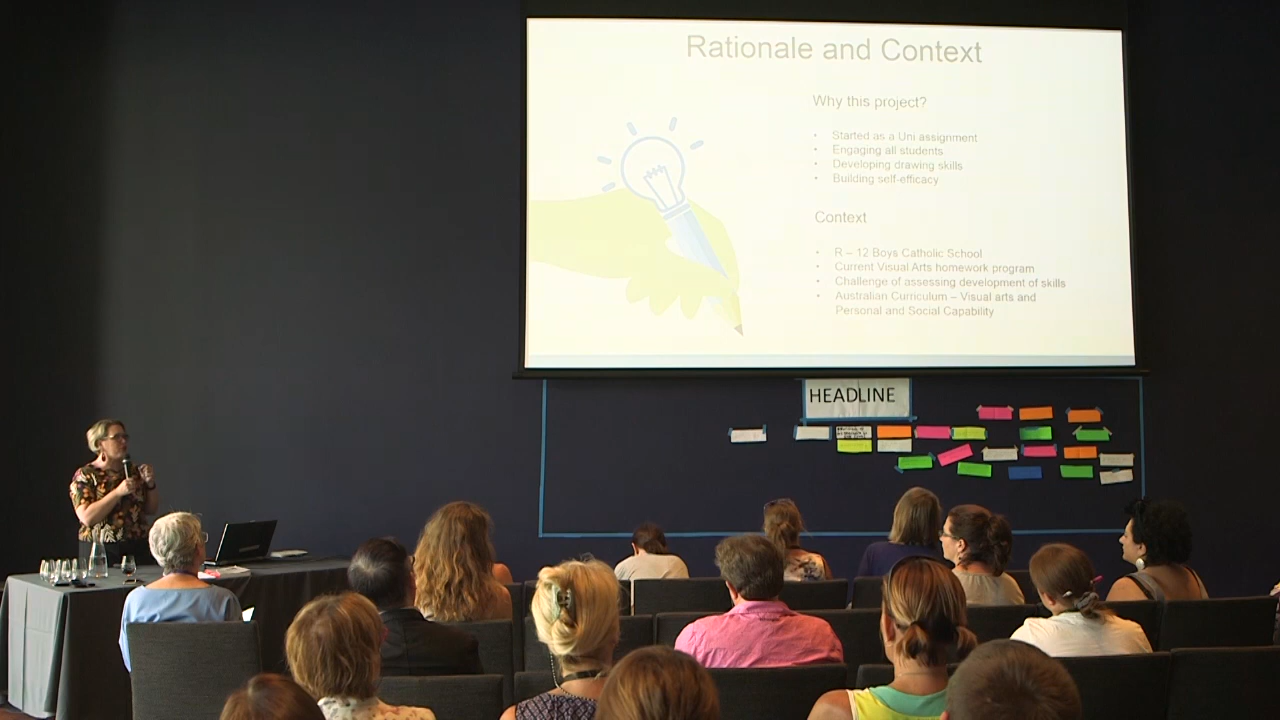 Rationale and Context
Why this project?
• Started as a Uni assignment
• Engaging all students
• Developing drawing skills
• Building self-efficacy
Context
• R – 12 Boys Catholic School
• Current Visual Arts homework program
• Challenge of assessing development of skills
• Australian Curriculum – Visual arts and
Personal and Social Capability
HEADLINE